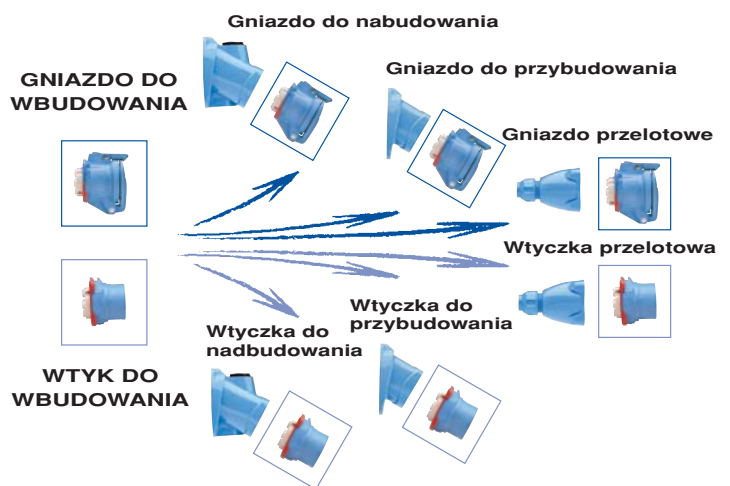 Gniazdo do nabudowania
GNIAZDO DO
WBUDOWANIA
Gniazdo do przybudowania
Gniazdo przelotowe
Wtyczka przelotowa
Wtyczka do
przybudowania
Wtyczka do
nadbudowania
WTYK DO
WBUDOWANIA